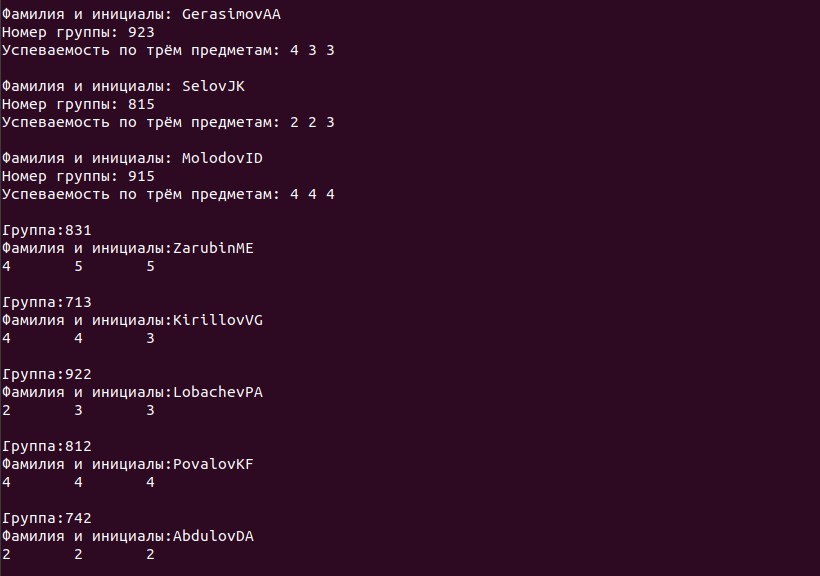 Фамилия и инициалы: GerasimovAA
Номер группы: 923
Успеваемость по трём предметам: 4 3 3
Фамилия и инициалы: SelovJK
Номер группы: 815
Успеваемость по трём предметам: 2 2 3
Фамилия и инициалы: MolodovID
Номер группы: 915
Успеваемость по трём предметам: 4 4 4
Группа:831
Фамилия и инициалы:ZarubinME
4 5 5
Группа:713
Фамилия и инициалы:KirillovVG
4 4 3
Группа:922
Фамилия и инициалы:LobachevPA
2 3 3
Группа:812
Фамилия и инициалы:PovalovKF
4 4 4
Группа:742
Фамилия и инициалы:AbdulovDA
2 2 2